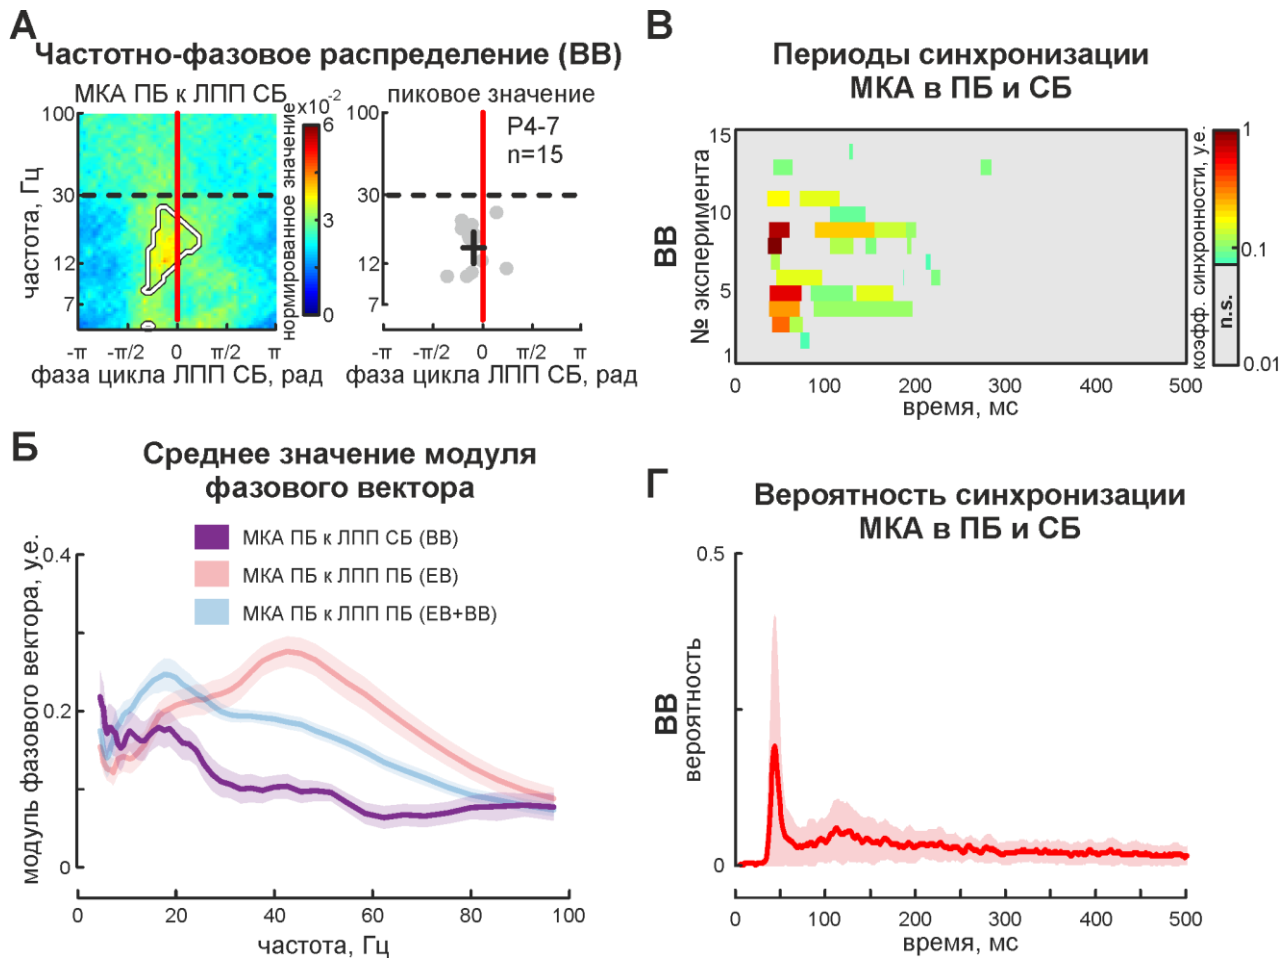 А
Частотно-фазовое распределение (ВВ)
МКА ПБ к ЛПП СБ
пиковое значение
x10⁻²
100
30
12
7
частота, Гц
-π
-π/2
0
π/2
π
фаза цикла ЛПП СБ, рад
6
3
0
нормированное значение
100
30
12
7
P4-7
n=15
-π
-π/2
0
π/2
π
фаза цикла ЛПП СБ, рад
В
Периоды синхронизации
МКА в ПБ и СБ
ВВ
№ эксперимента
15
10
5
1
0
100
200
300
400
500
время, мс
коэфф. синхронности, у.е.
1
0.1
n.s.
0.01
Б
Среднее значение модуля
фазового вектора
МКА ПБ к ЛПП СБ (ВВ)
МКА ПБ к ЛПП ПБ (ЕВ)
МКА ПБ к ЛПП ПБ (ЕВ+ВВ)
модуль фазового вектора, у.е.
0.4
0.2
0
0
20
40
60
80
100
частота, Гц
Г
Вероятность синхронизации
МКА в ПБ и СБ
ВВ
вероятность
0.5
0
0
100
200
300
400
500
время, мс